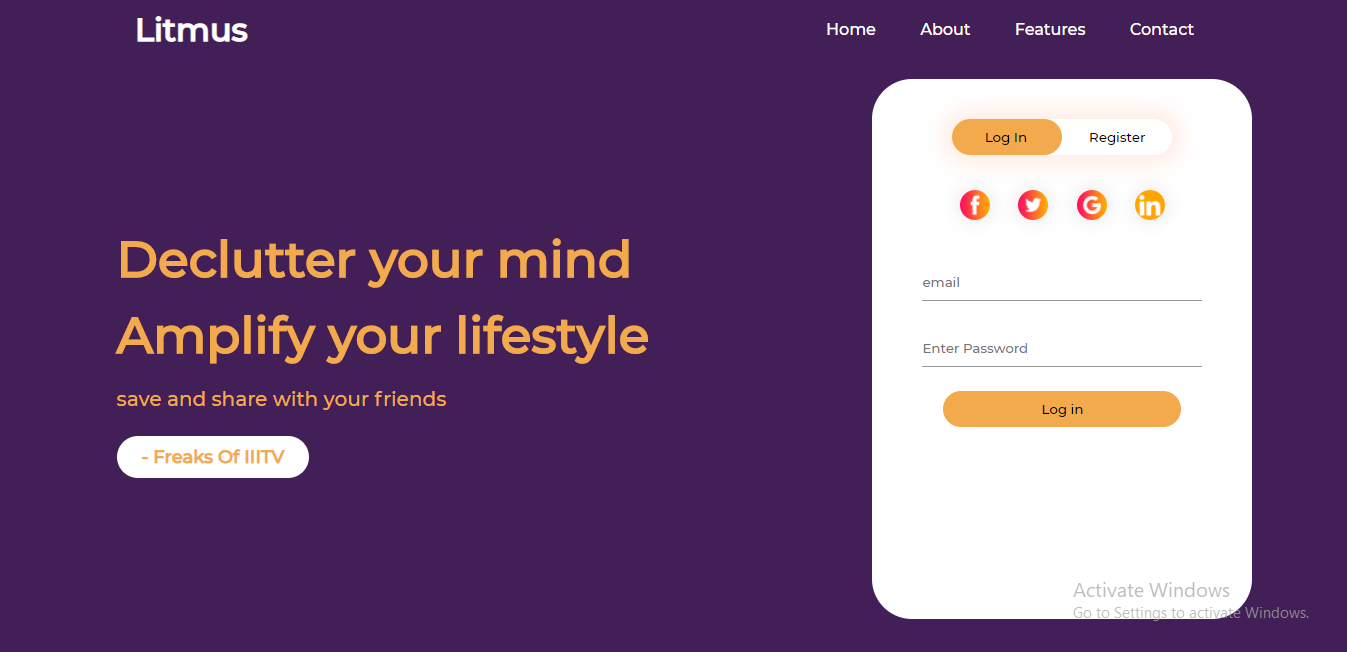 Litmus
Home About Features Contact
Log In Register
f G in
Declutter your mind
Amplify your lifestyle
save and share with your friends
- Freaks Of IIITV
email
Enter Password
Log in
Activate Windows
Go to Settings to activate Windows.